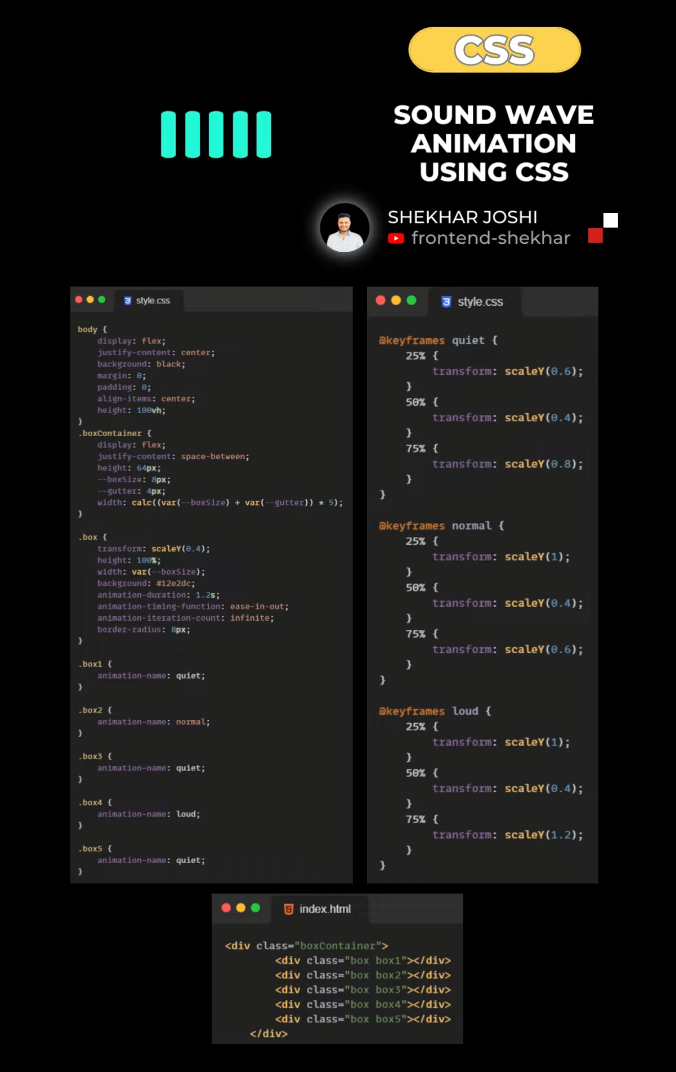 CSS
SOUND WAVE
ANIMATION
USING CSS
SHEKHAR JOSHI
frontend-shekhar
style.css
body {
    display: flex;
    justify-content: center;
    background: black;
    margin: 0;
    padding: 0;
    align-items: center;
    height: 100vh;
}
.boxContainer {
    display: flex;
    justify-content: space-between;
    height: 64px;
    --boxSize: 8px;
    --gutter: 4px;
    width: calc((var(--boxSize) + var(--gutter)) * 5);
}
.box {
    transform: scaleY(0.4);
    height: 100%;
    width: var(--boxSize);
    background: #12e2dc;
    animation-duration: 1.2s;
    animation-timing-function: ease-in-out;
    animation-iteration-count: infinite;
    border-radius: 8px;
}
.box1 {
    animation-name: quiet;
}
.box2 {
    animation-name: normal;
}
.box3 {
    animation-name: quiet;
}
.box4 {
    animation-name: loud;
}
.box5 {
    animation-name: quiet;
}
style.css
@keyframes quiet {
    25% {
        transform: scaleY(0.6);
    }
    50% {
        transform: scaleY(0.4);
    }
    75% {
        transform: scaleY(0.8);
    }
}
@keyframes normal {
    25% {
        transform: scaleY(1);
    }
    50% {
        transform: scaleY(0.4);
    }
    75% {
        transform: scaleY(0.6);
    }
}
@keyframes loud {
    25% {
        transform: scaleY(1);
    }
    50% {
        transform: scaleY(0.4);
    }
    75% {
        transform: scaleY(1.2);
    }
}
index.html
<div class="boxContainer">
        <div class="box box1"></div>
        <div class="box box2"></div>
        <div class="box box3"></div>
        <div class="box box4"></div>
        <div class="box box5"></div>
    </div>